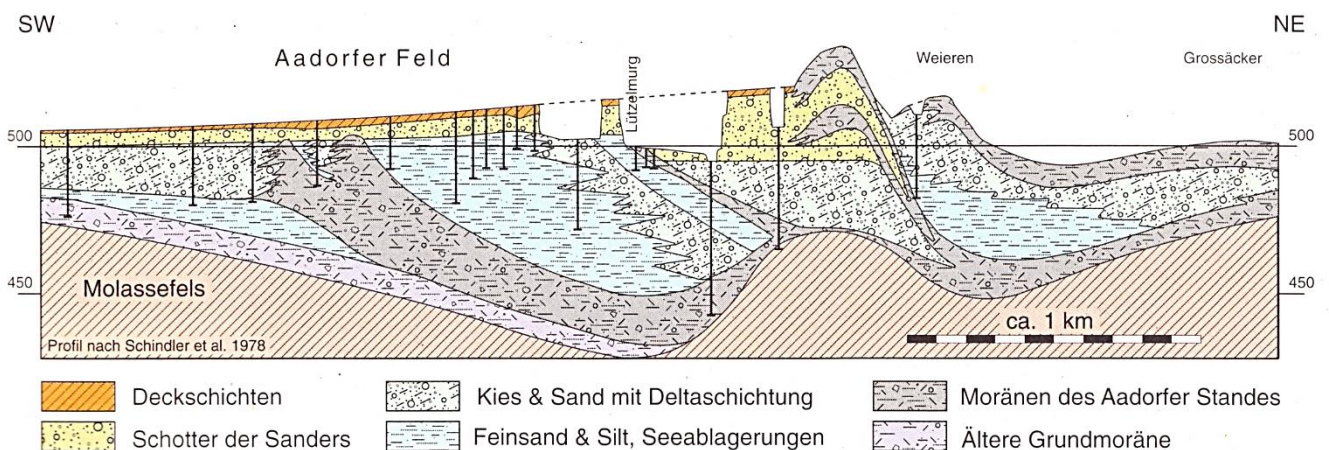 SW
NE
Aadorfer Feld
Lützelmurg
Weieren
Grossäcker
500
500
450
450
Molassefels
ca. 1 km
Profil nach Schindler et al. 1978
Deckschichten
Kies & Sand mit Deltaschichtung
Moränen des Aadorfer Standes
Schotter der Sanders
Feinsand & Silt, Seeablagerungen
Ältere Grundmoräne